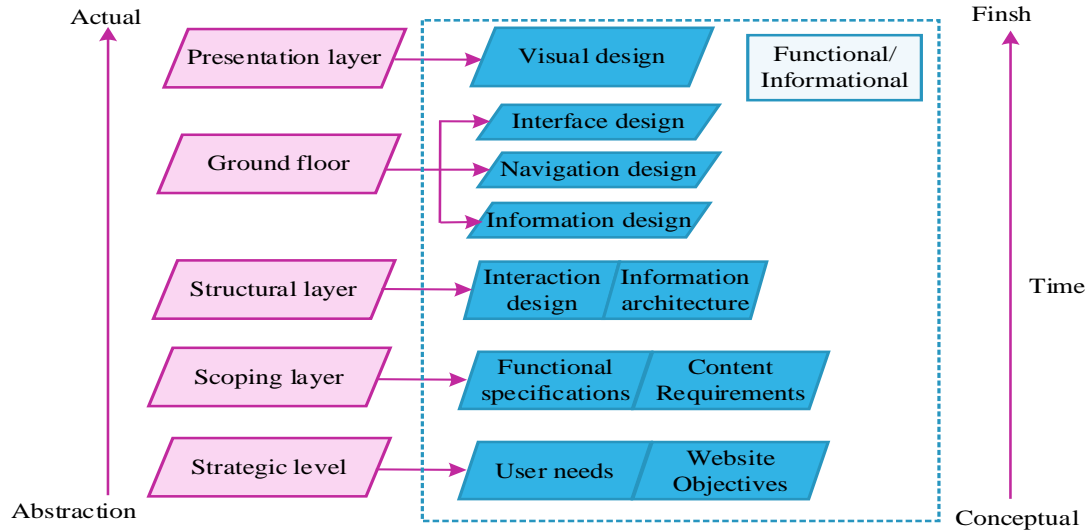 Actual
Finsh
Presentation layer
Visual design
Functional/
Informational
Interface design
Ground floor
Navigation design
Information design
Structural layer
Interaction
design
Information
architecture
Time
Scoping layer
Functional
specifications
Content
Requirements
Strategic level
User needs
Website
Objectives
Abstraction
Conceptual